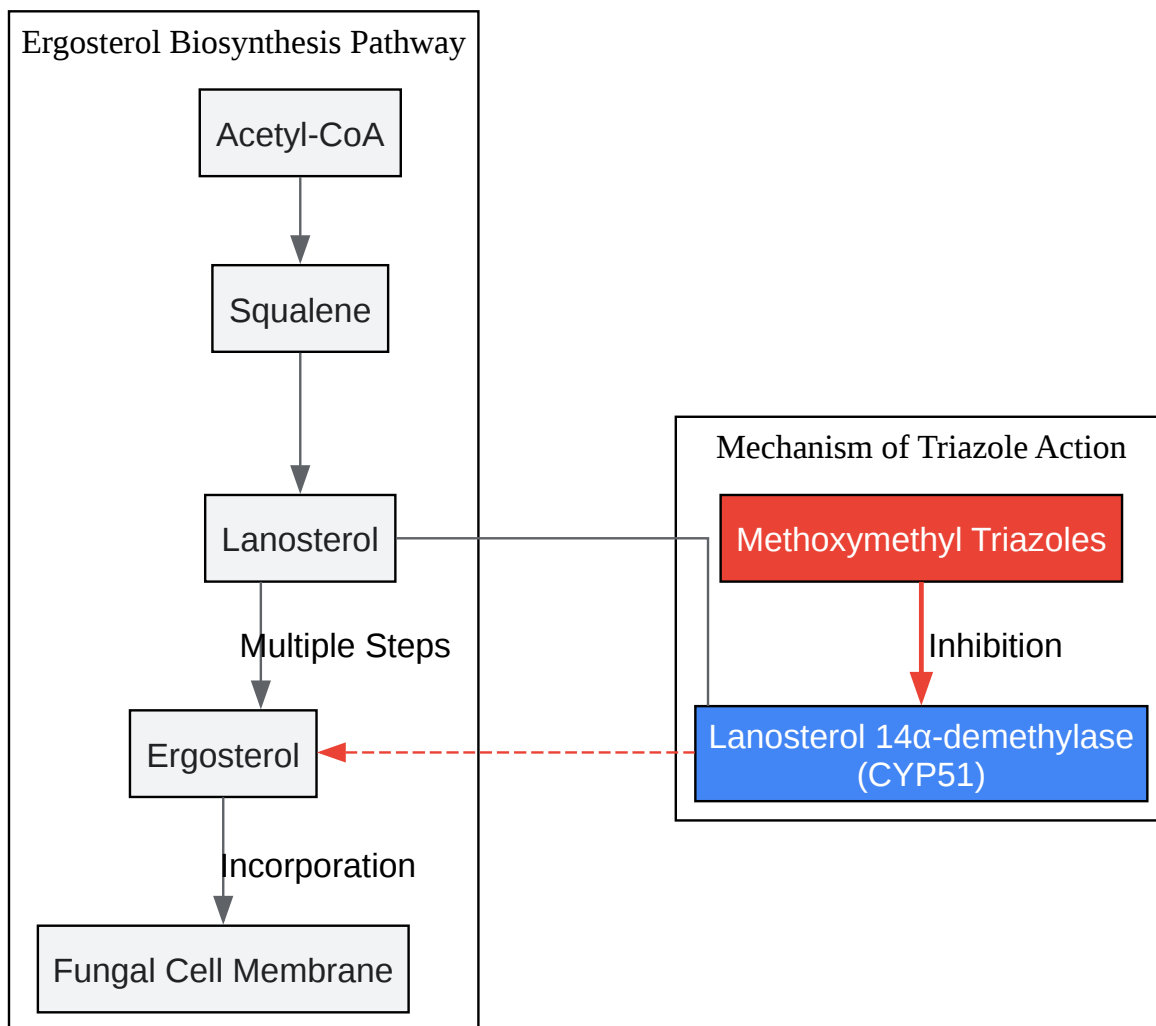 Ergosterol Biosynthesis Pathway
Acetyl-CoA
Squalene
Lanosterol
Multiple Steps
Ergosterol
Incorporation
Fungal Cell Membrane
Mechanism of Triazole Action
Methoxymethyl Triazoles
Inhibition
Lanosterol 14α-demethylase
(CYP51)